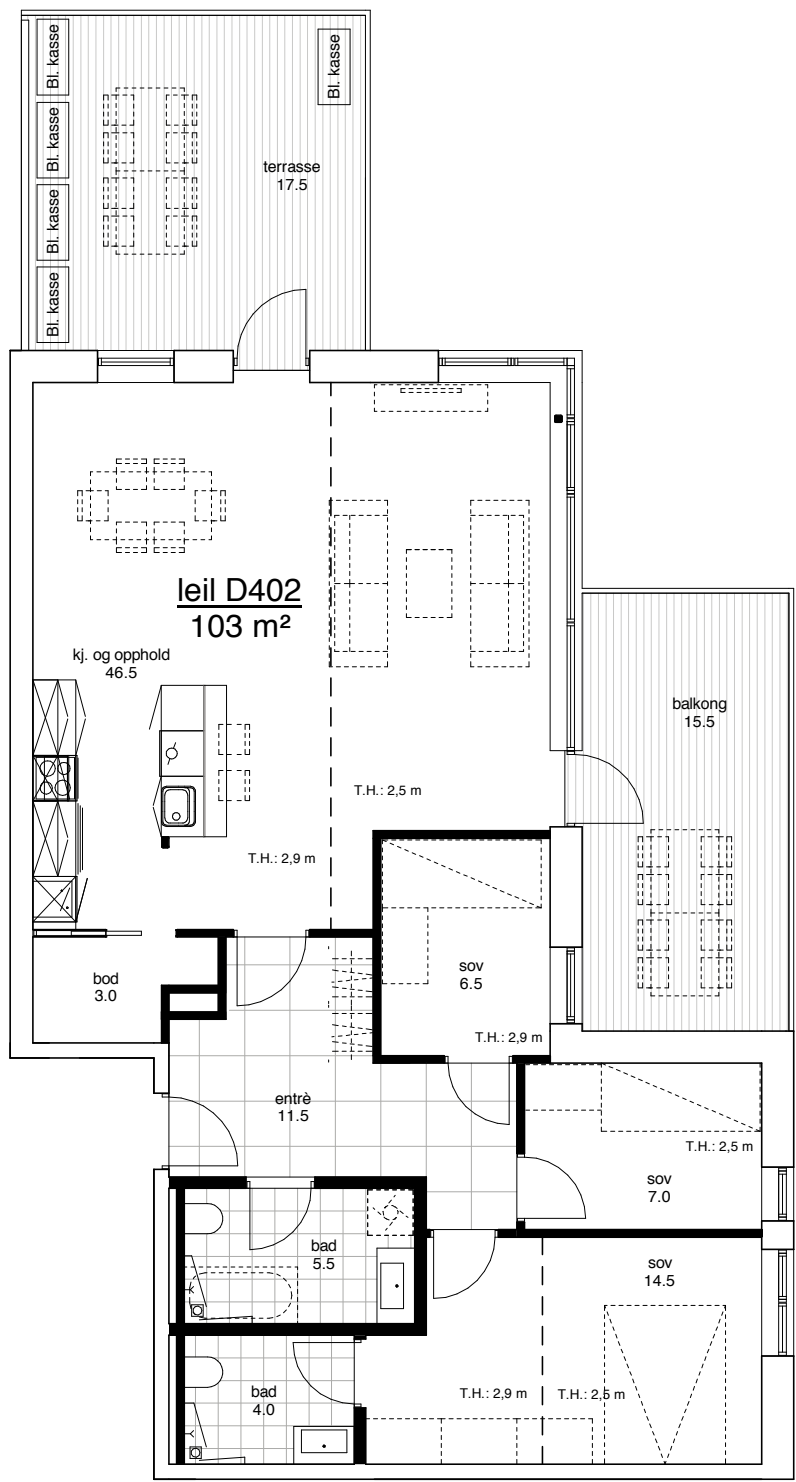 Bl. kasse
Bl. kasse
Bl. kasse
Bl. kasse
Bl. kasse
terrasse
17.5
leil D402
103 m²
kj. og opphold
46.5
balkong
15.5
T.H.: 2,5 m
T.H.: 2,9 m
sov
6.5
T.H.: 2,9 m
bod
3.0
entrè
11.5
T.H.: 2,5 m
sov
7.0
bad
5.5
sov
14.5
bad
4.0
T.H.: 2,9 m
T.H.: 2,5 m